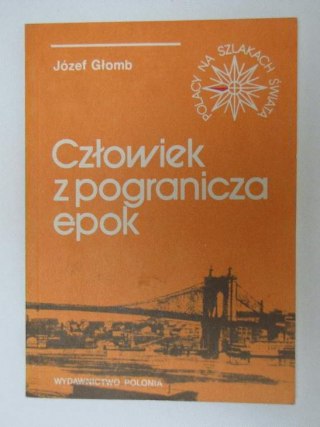 Józef Głomb
POLACY NA SZLAKACH ŚWIATA
Człowiek
z pogranicza
epok
WYDAWNICTWO POLONIA